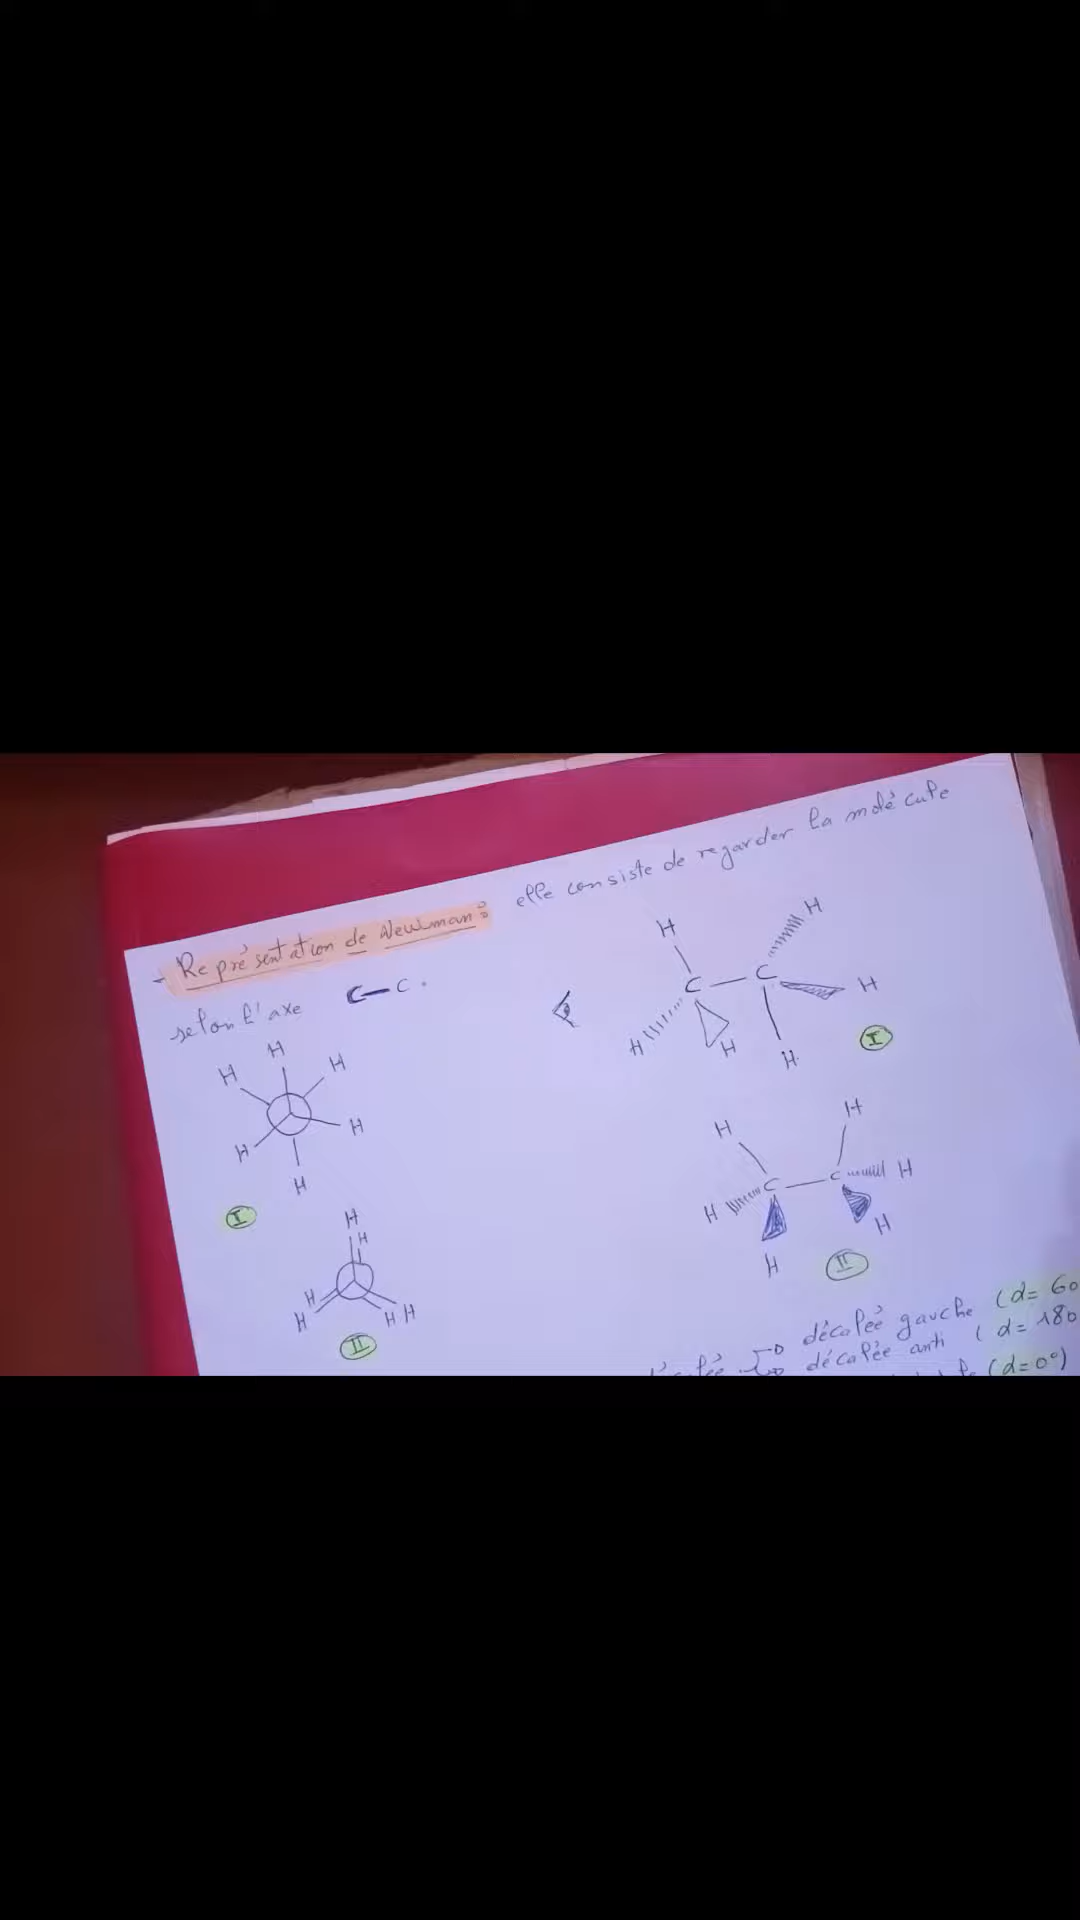 - Représentation de Newman : elle consiste de regarder la molécule
selon l'axe C-C.
H H H
H H
H
I
H
H
H H
H H
II
H H
C - C H
H H H
I
H H
H C - C H
H H
II
décalée gauche (d= 60
décalée anti (d= 180
(d=0°)